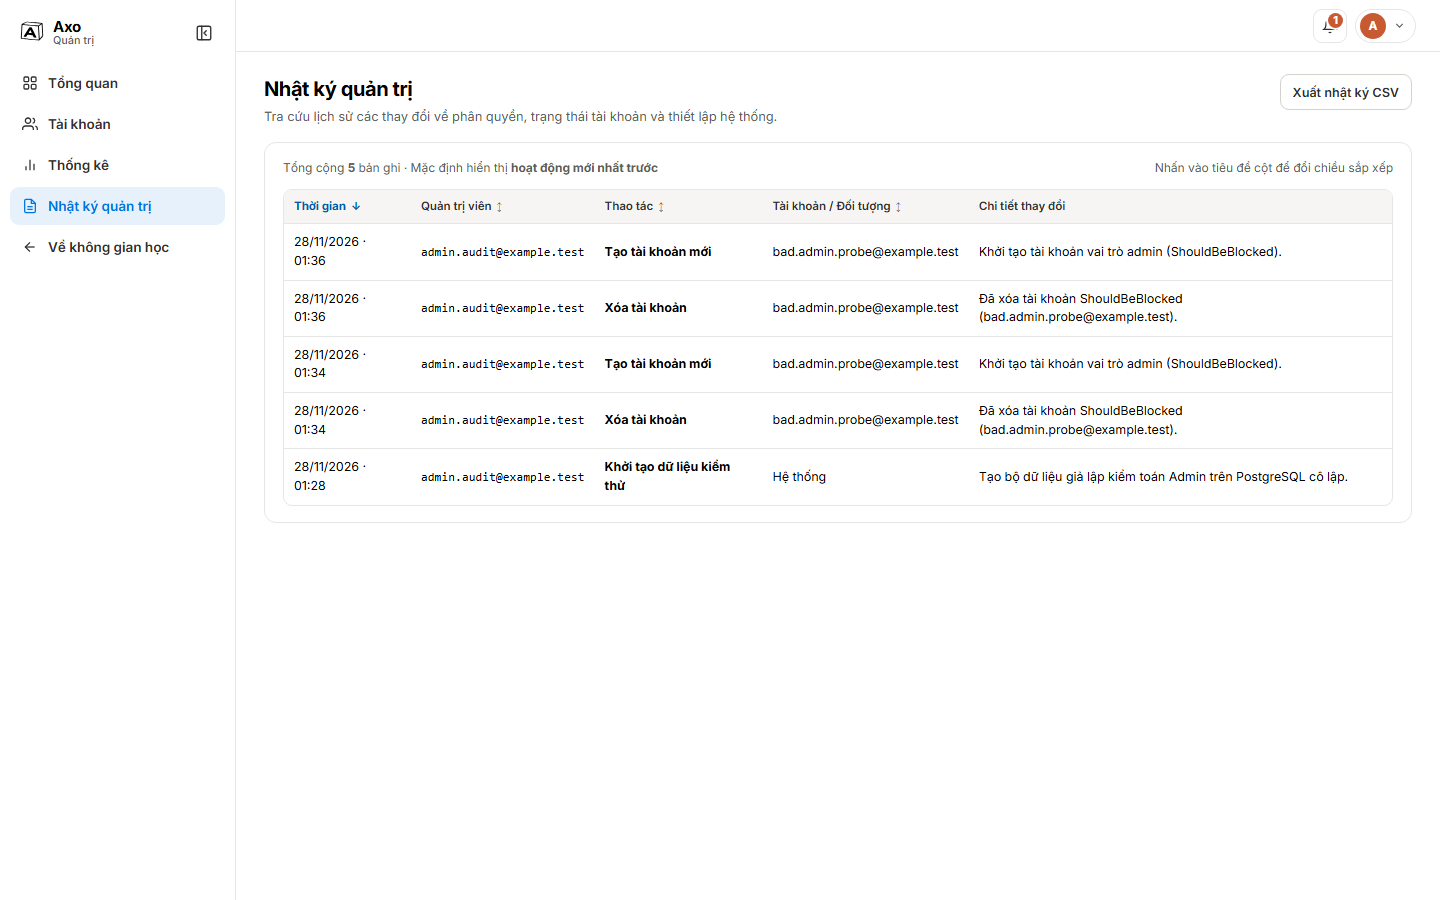 Axo
Quản trị
Tổng quan
Tài khoản
Thống kê
Nhật ký quản trị
Về không gian học
1
A
Nhật ký quản trị
Tra cứu lịch sử các thay đổi về phân quyền, trạng thái tài khoản và thiết lập hệ thống.
Xuất nhật ký CSV
Tổng cộng 5 bản ghi · Mặc định hiển thị hoạt động mới nhất trước
Nhấn vào tiêu đề cột để đổi chiều sắp xếp
Thời gian ↓ Quản trị viên ↕ Thao tác ↕ Tài khoản / Đối tượng ↕ Chi tiết thay đổi
28/11/2026 ·
01:36
admin.audit@example.test
Tạo tài khoản mới
bad.admin.probe@example.test
Khởi tạo tài khoản vai trò admin (ShouldBeBlocked).
28/11/2026 ·
01:36
admin.audit@example.test
Xóa tài khoản
bad.admin.probe@example.test
Đã xóa tài khoản ShouldBeBlocked
(bad.admin.probe@example.test).
28/11/2026 ·
01:34
admin.audit@example.test
Tạo tài khoản mới
bad.admin.probe@example.test
Khởi tạo tài khoản vai trò admin (ShouldBeBlocked).
28/11/2026 ·
01:34
admin.audit@example.test
Xóa tài khoản
bad.admin.probe@example.test
Đã xóa tài khoản ShouldBeBlocked
(bad.admin.probe@example.test).
28/11/2026 ·
01:28
admin.audit@example.test
Khởi tạo dữ liệu kiểm
thử
Hệ thống
Tạo bộ dữ liệu giả lập kiểm toán Admin trên PostgreSQL cô lập.